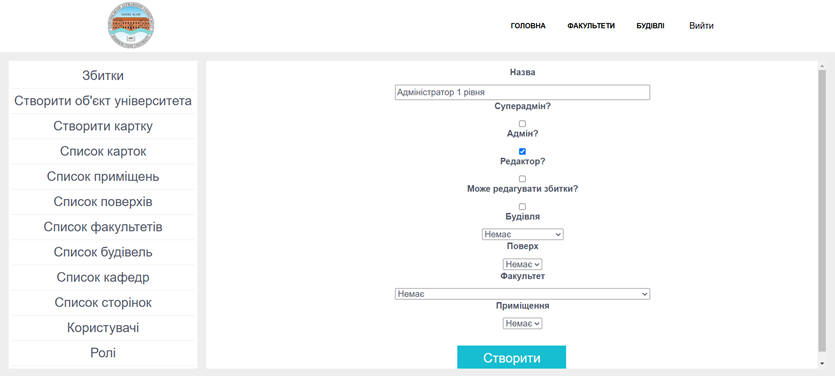 ГОЛОВНА ФАКУЛЬТЕТИ БУДІВЛІ Вийти
Збитки
Створити об'єкт університета
Створити картку
Список карток
Список приміщень
Список поверхів
Список факультетів
Список будівель
Список кафедр
Список сторінок
Користувачі
Ролі
Назва
Адміністратор 1 рівня
Суперадмін?
Адмін?
Редактор?
Може редагувати збитки?
Будівля
Немає
Поверх
Немає
Факультет
Немає
Приміщення
Немає
Створити